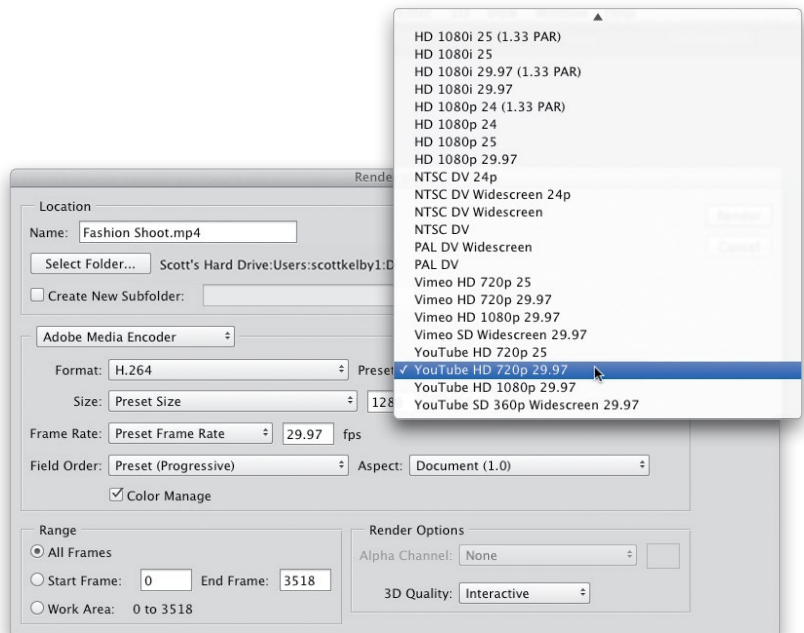 HD 1080i 25 (1.33 PAR)
HD 1080i 25
HD 1080i 29.97 (1.33 PAR)
HD 1080i 29.97
HD 1080p 24 (1.33 PAR)
HD 1080p 24
HD 1080p 25
HD 1080p 29.97
NTSC DV 24p
NTSC DV Widescreen 24p
NTSC DV Widescreen
NTSC DV
PAL DV Widescreen
PAL DV
Vimeo HD 720p 25
Vimeo HD 720p 29.97
Vimeo HD 1080p 29.97
Vimeo SD Widescreen 29.97
YouTube HD 720p 25
✓ YouTube HD 720p 29.97
YouTube HD 1080p 29.97
YouTube SD 360p Widescreen 29.97
Location
Name: Fashion Shoot.mp4
Select Folder... Scott's Hard Drive:Users:scottkelby1:D
Create New Subfolder:
Adobe Media Encoder
Format: H.264 Preset
Size: Preset Size 128
Frame Rate: Preset Frame Rate 29.97 fps
Field Order: Preset (Progressive) Aspect: Document (1.0)
Color Manage
Range
All Frames
Start Frame: 0 End Frame: 3518
Work Area: 0 to 3518
Render Options
Alpha Channel: None
3D Quality: Interactive